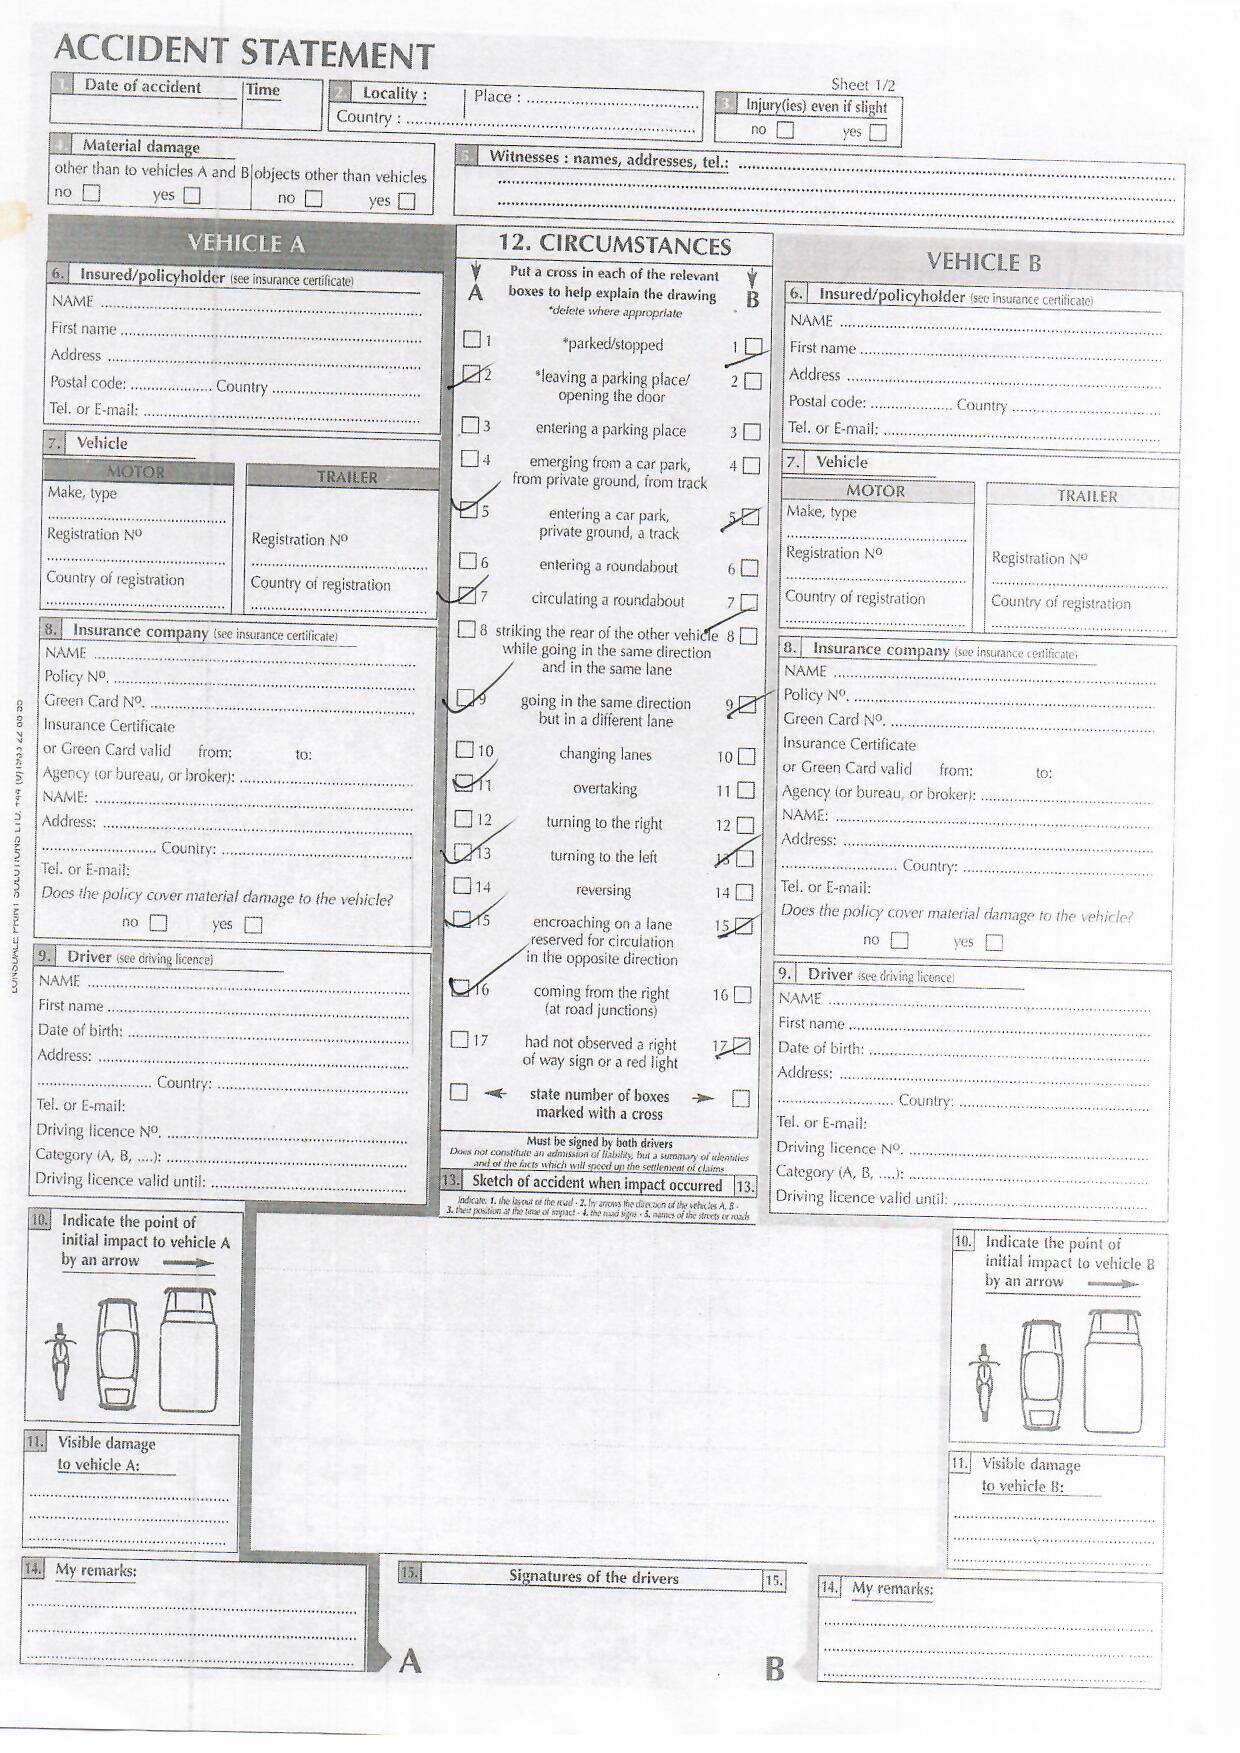 ACCIDENT STATEMENT
Sheet 1/2
1. Date of accident Time
2. Locality : Place : ........................
Country : ........................
3. Injury(ies) even if slight
no yes
4. Material damage
other than to vehicles A and B objects other than vehicles
no yes no yes
5. Witnesses : names, addresses, tel.: ........................
VEHICLE A
6. Insured/policyholder (see insurance certificate)
NAME ........................
First name ........................
Address ........................
Postal code: .................. Country ........................
Tel. or E-mail: ........................
7. Vehicle
MOTOR TRAILER
Make, type
Registration Nº Registration Nº
Country of registration Country of registration
8. Insurance company (see insurance certificate)
NAME ........................
Policy Nº. ........................
Green Card Nº. ........................
Insurance Certificate
or Green Card valid from: to:
Agency (or bureau, or broker): ........................
NAME: ........................
Address: ........................
........................ Country: ........................
Tel. or E-mail:
Does the policy cover material damage to the vehicle?
no yes
9. Driver (see driving licence)
NAME ........................
First name ........................
Date of birth: ........................
Address: ........................
........................ Country: ........................
Tel. or E-mail:
Driving licence Nº. ........................
Category (A, B, ....): ........................
Driving licence valid until: ........................
10. Indicate the point of
initial impact to vehicle A
by an arrow
11. Visible damage
to vehicle A:
14. My remarks:
12. CIRCUMSTANCES
Put a cross in each of the relevant
A boxes to help explain the drawing B
*delete where appropriate
1 *parked/stopped 1
2 *leaving a parking place/ 2
opening the door
3 entering a parking place 3
4 emerging from a car park, 4
from private ground, from track
5 entering a car park, 5
private ground, a track
6 entering a roundabout 6
7 circulating a roundabout 7
8 striking the rear of the other vehicle 8
while going in the same direction
and in the same lane
9 going in the same direction 9
but in a different lane
10 changing lanes 10
11 overtaking 11
12 turning to the right 12
13 turning to the left 13
14 reversing 14
15 encroaching on a lane 15
reserved for circulation
in the opposite direction
16 coming from the right 16
(at road junctions)
17 had not observed a right 17
of way sign or a red light
state number of boxes
marked with a cross
Must be signed by both drivers
Does not constitute an admission of liability, but a summary of identities
and of the facts which will speed up the settlement of claims
13. Sketch of accident when impact occurred 13.
Indicate: 1. the layout of the road - 2. by arrows the direction of the vehicles A, B -
3. their position at the time of impact - 4. the road signs - 5. names of the streets or roads
15. Signatures of the drivers 15.
A B
VEHICLE B
6. Insured/policyholder (see insurance certificate)
NAME ........................
First name ........................
Address ........................
Postal code: .................. Country ........................
Tel. or E-mail: ........................
7. Vehicle
MOTOR TRAILER
Make, type
Registration Nº Registration Nº
Country of registration Country of registration
8. Insurance company (see insurance certificate)
NAME ........................
Policy Nº. ........................
Green Card Nº. ........................
Insurance Certificate
or Green Card valid from: to:
Agency (or bureau, or broker): ........................
NAME: ........................
Address: ........................
........................ Country: ........................
Tel. or E-mail:
Does the policy cover material damage to the vehicle?
no yes
9. Driver (see driving licence)
NAME ........................
First name ........................
Date of birth: ........................
Address: ........................
........................ Country: ........................
Tel. or E-mail:
Driving licence Nº. ........................
Category (A, B, ....): ........................
Driving licence valid until: ........................
10. Indicate the point of
initial impact to vehicle B
by an arrow
11. Visible damage
to vehicle B:
14. My remarks: